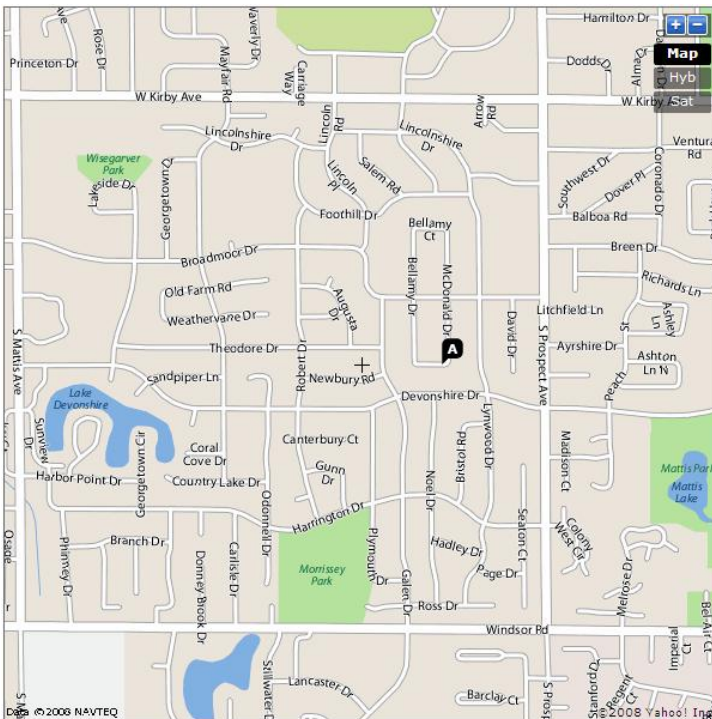 Hamilton Dr
Waverly Dr
Rose Dr
Mayfair Rd
Map
Hyb
Sat
Princeton Dr
Carriage
Way
Dodds Dr
Alma Dr
W Kirby Ave
W Kirby Ave
Lincoln
Rd
Arrow
Rd
Lincolnshire
Dr
Lincolnshire
Dr
Ventura
Rd
Wisegarver
Park
Lakeside Dr
Georgetown Dr
Lincoln
Pl
Salem Rd
Southwest Dr
Dover Pl
Coronado Dr
Foothill Dr
Bellamy
Ct
Balboa Rd
Broadmoor Dr
Breen Dr
Bellamy Dr
McDonald Dr
Richards Ln
Old Farm Rd
Augusta
Dr
Weathervane Dr
David Dr
Litchfield Ln
Ashley
Ln
S Mattis Ave
S Prospect Ave
Theodore Dr
A
Ayrshire Dr
Peach St
Ashton
Ln N
Robert Dr
Sandpiper Ln
Newbury Rd
Lake
Devonshire
Devonshire Dr
Sunview
Dr
Georgetown Cir
Coral
Cove Dr
Canterbury Ct
Lynwood Dr
Bristol Rd
Noel Dr
Madison Ct
Mattis Park
Mattis
Lake
Harbor Point Dr
Country Lake Dr
Gunn
Dr
Odonnell Dr
Harrington Dr
Seaton Ct
Colony
West Cir
Osage
Phinney Dr
Branch Dr
Donney Brook Dr
Carlisle Dr
Morrissey
Park
Plymouth
Dr
Galen Dr
Hadley Dr
Page Dr
Melrose Dr
Ross Dr
Bel-Air Ct
Windsor Rd
Imperial
Ct
Stillwater Dr
Lancaster Dr
Barclay Ct
S Prosp
Stanford Dr
Regent
Ct
S M
Data © 2008 NAVTEQ
© 2008 Yahoo! Inc